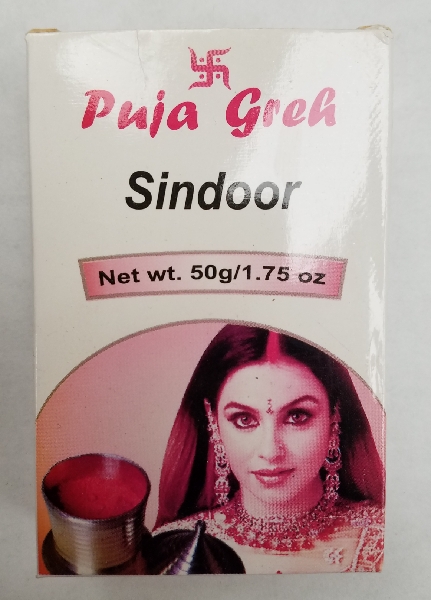 Puja Greh
Sindoor
Net wt. 50g/1.75 oz